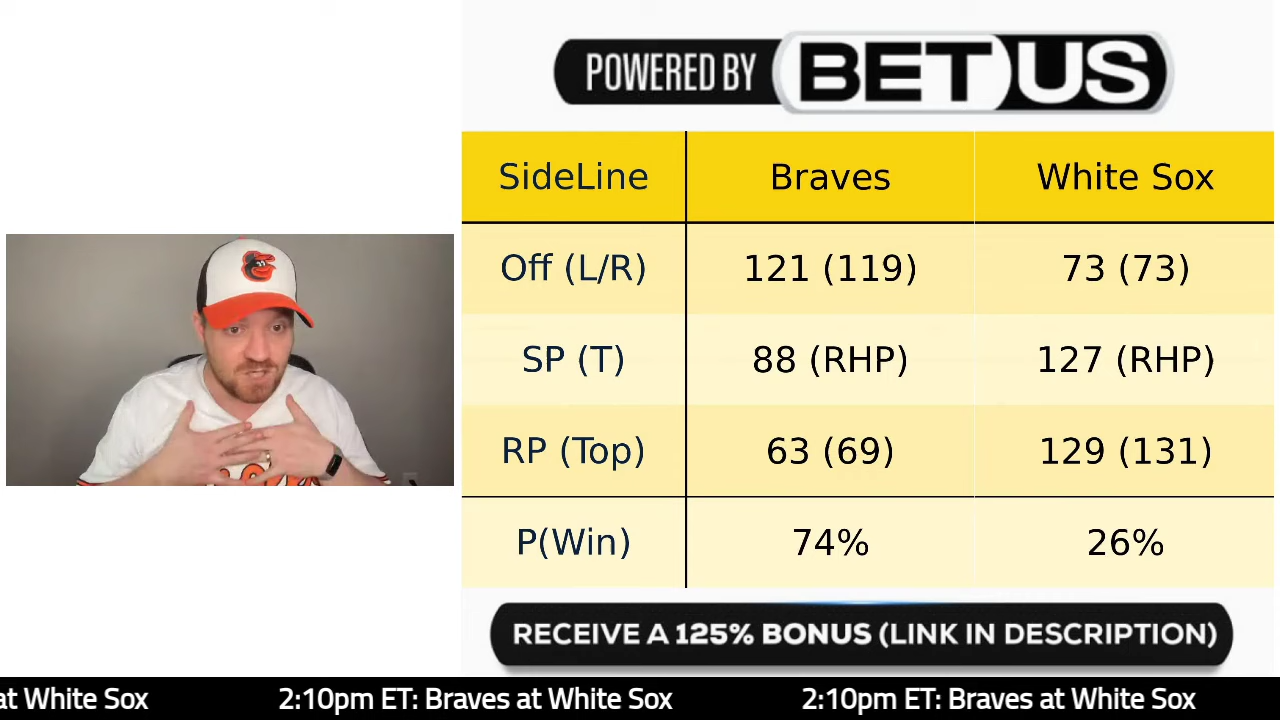 POWERED BY BETUS
SideLine Braves White Sox
Off (L/R) 121 (119) 73 (73)
SP (T) 88 (RHP) 127 (RHP)
RP (Top) 63 (69) 129 (131)
P(Win) 74% 26%
RECEIVE A 125% BONUS (LINK IN DESCRIPTION)
at White Sox 2:10pm ET: Braves at White Sox 2:10pm ET: Braves at White Sox